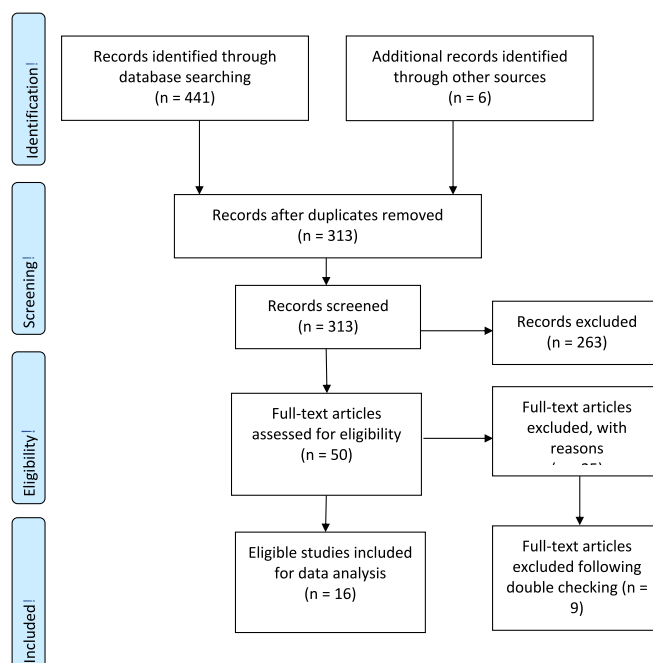 Identification!
Records identified through
database searching
(n = 441)
Additional records identified
through other sources
(n = 6)
Screening!
Records after duplicates removed
(n = 313)
Records screened
(n = 313)
Records excluded
(n = 263)
Eligibility!
Full-text articles
assessed for eligibility
(n = 50)
Full-text articles
excluded, with
reasons
Included!
Eligible studies included
for data analysis
(n = 16)
Full-text articles
excluded following
double checking (n =
9)